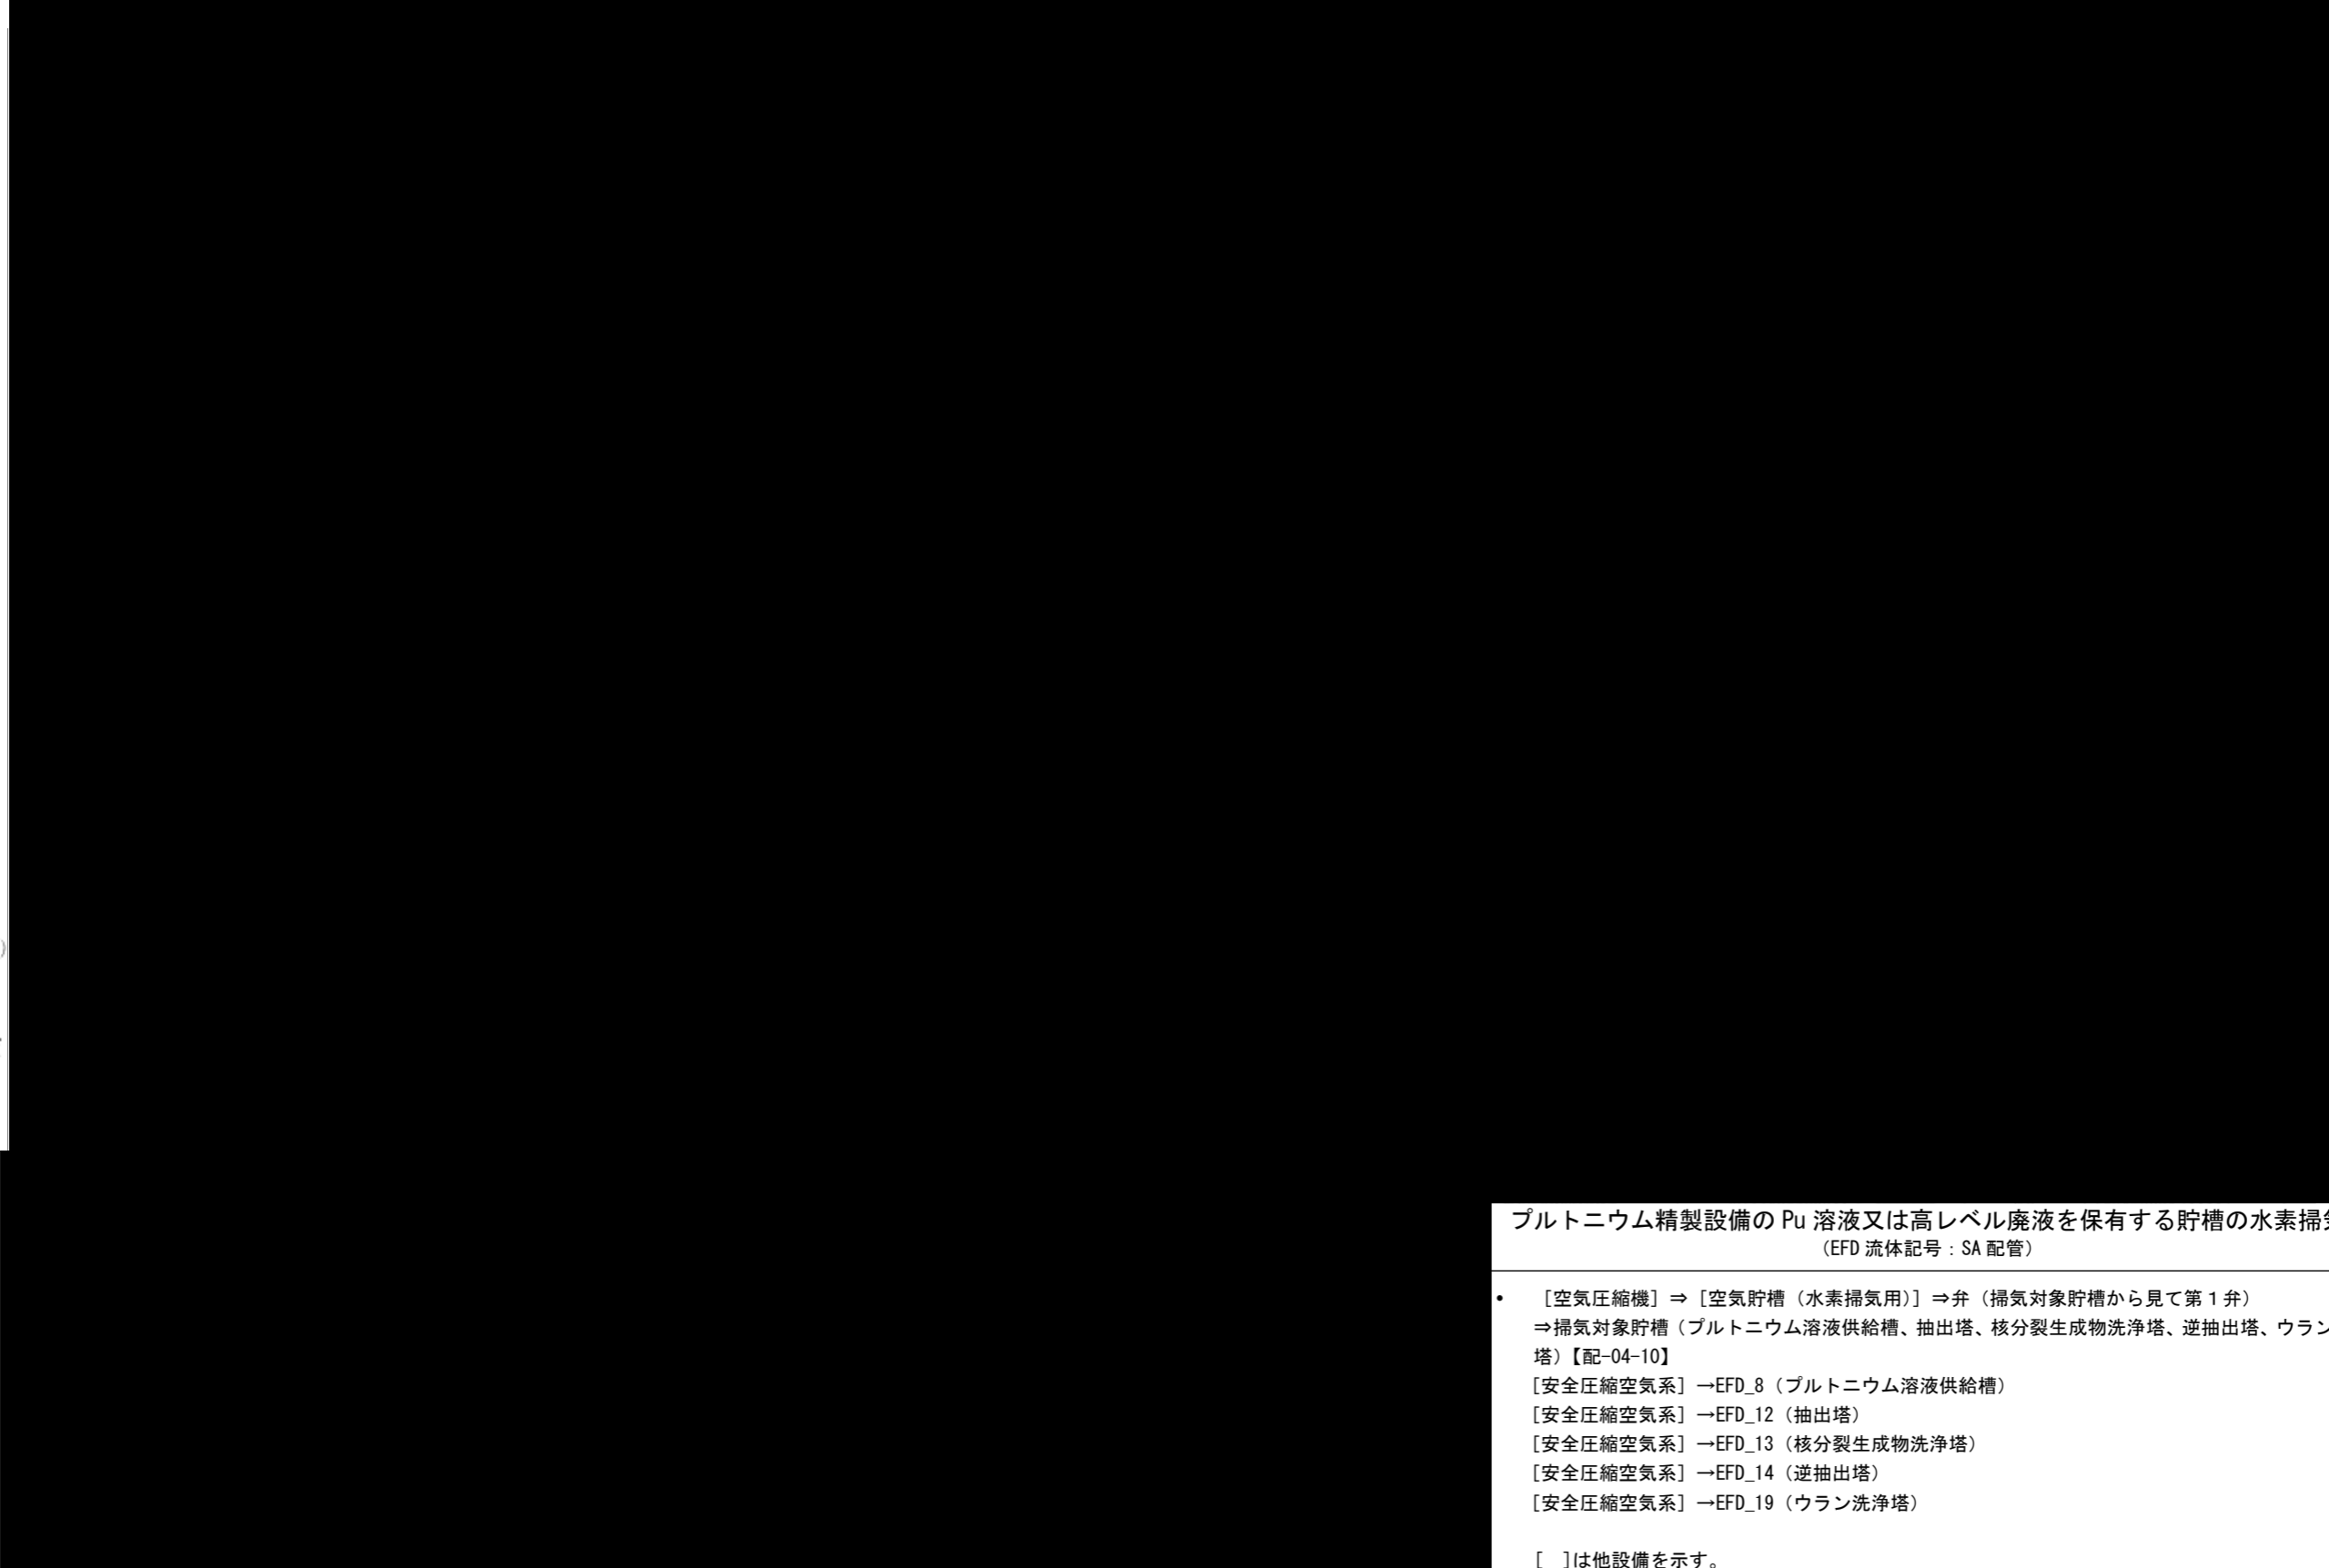 プルトニウム精製設備の Pu 溶液又は高レベル廃液を保有する貯槽の水素掃
（EFD 流体記号：SA 配管）
• ［空気圧縮機］⇒［空気貯槽（水素掃気用）］⇒弁（掃気対象貯槽から見て第１弁）
⇒掃気対象貯槽（プルトニウム溶液供給槽、抽出塔、核分裂生成物洗浄塔、逆抽出塔、ウラン
塔）【配-04-10】
［安全圧縮空気系］→EFD_8（プルトニウム溶液供給槽）
［安全圧縮空気系］→EFD_12（抽出塔）
［安全圧縮空気系］→EFD_13（核分裂生成物洗浄塔）
［安全圧縮空気系］→EFD_14（逆抽出塔）
［安全圧縮空気系］→EFD_19（ウラン洗浄塔）
［　］は他設備を示す。